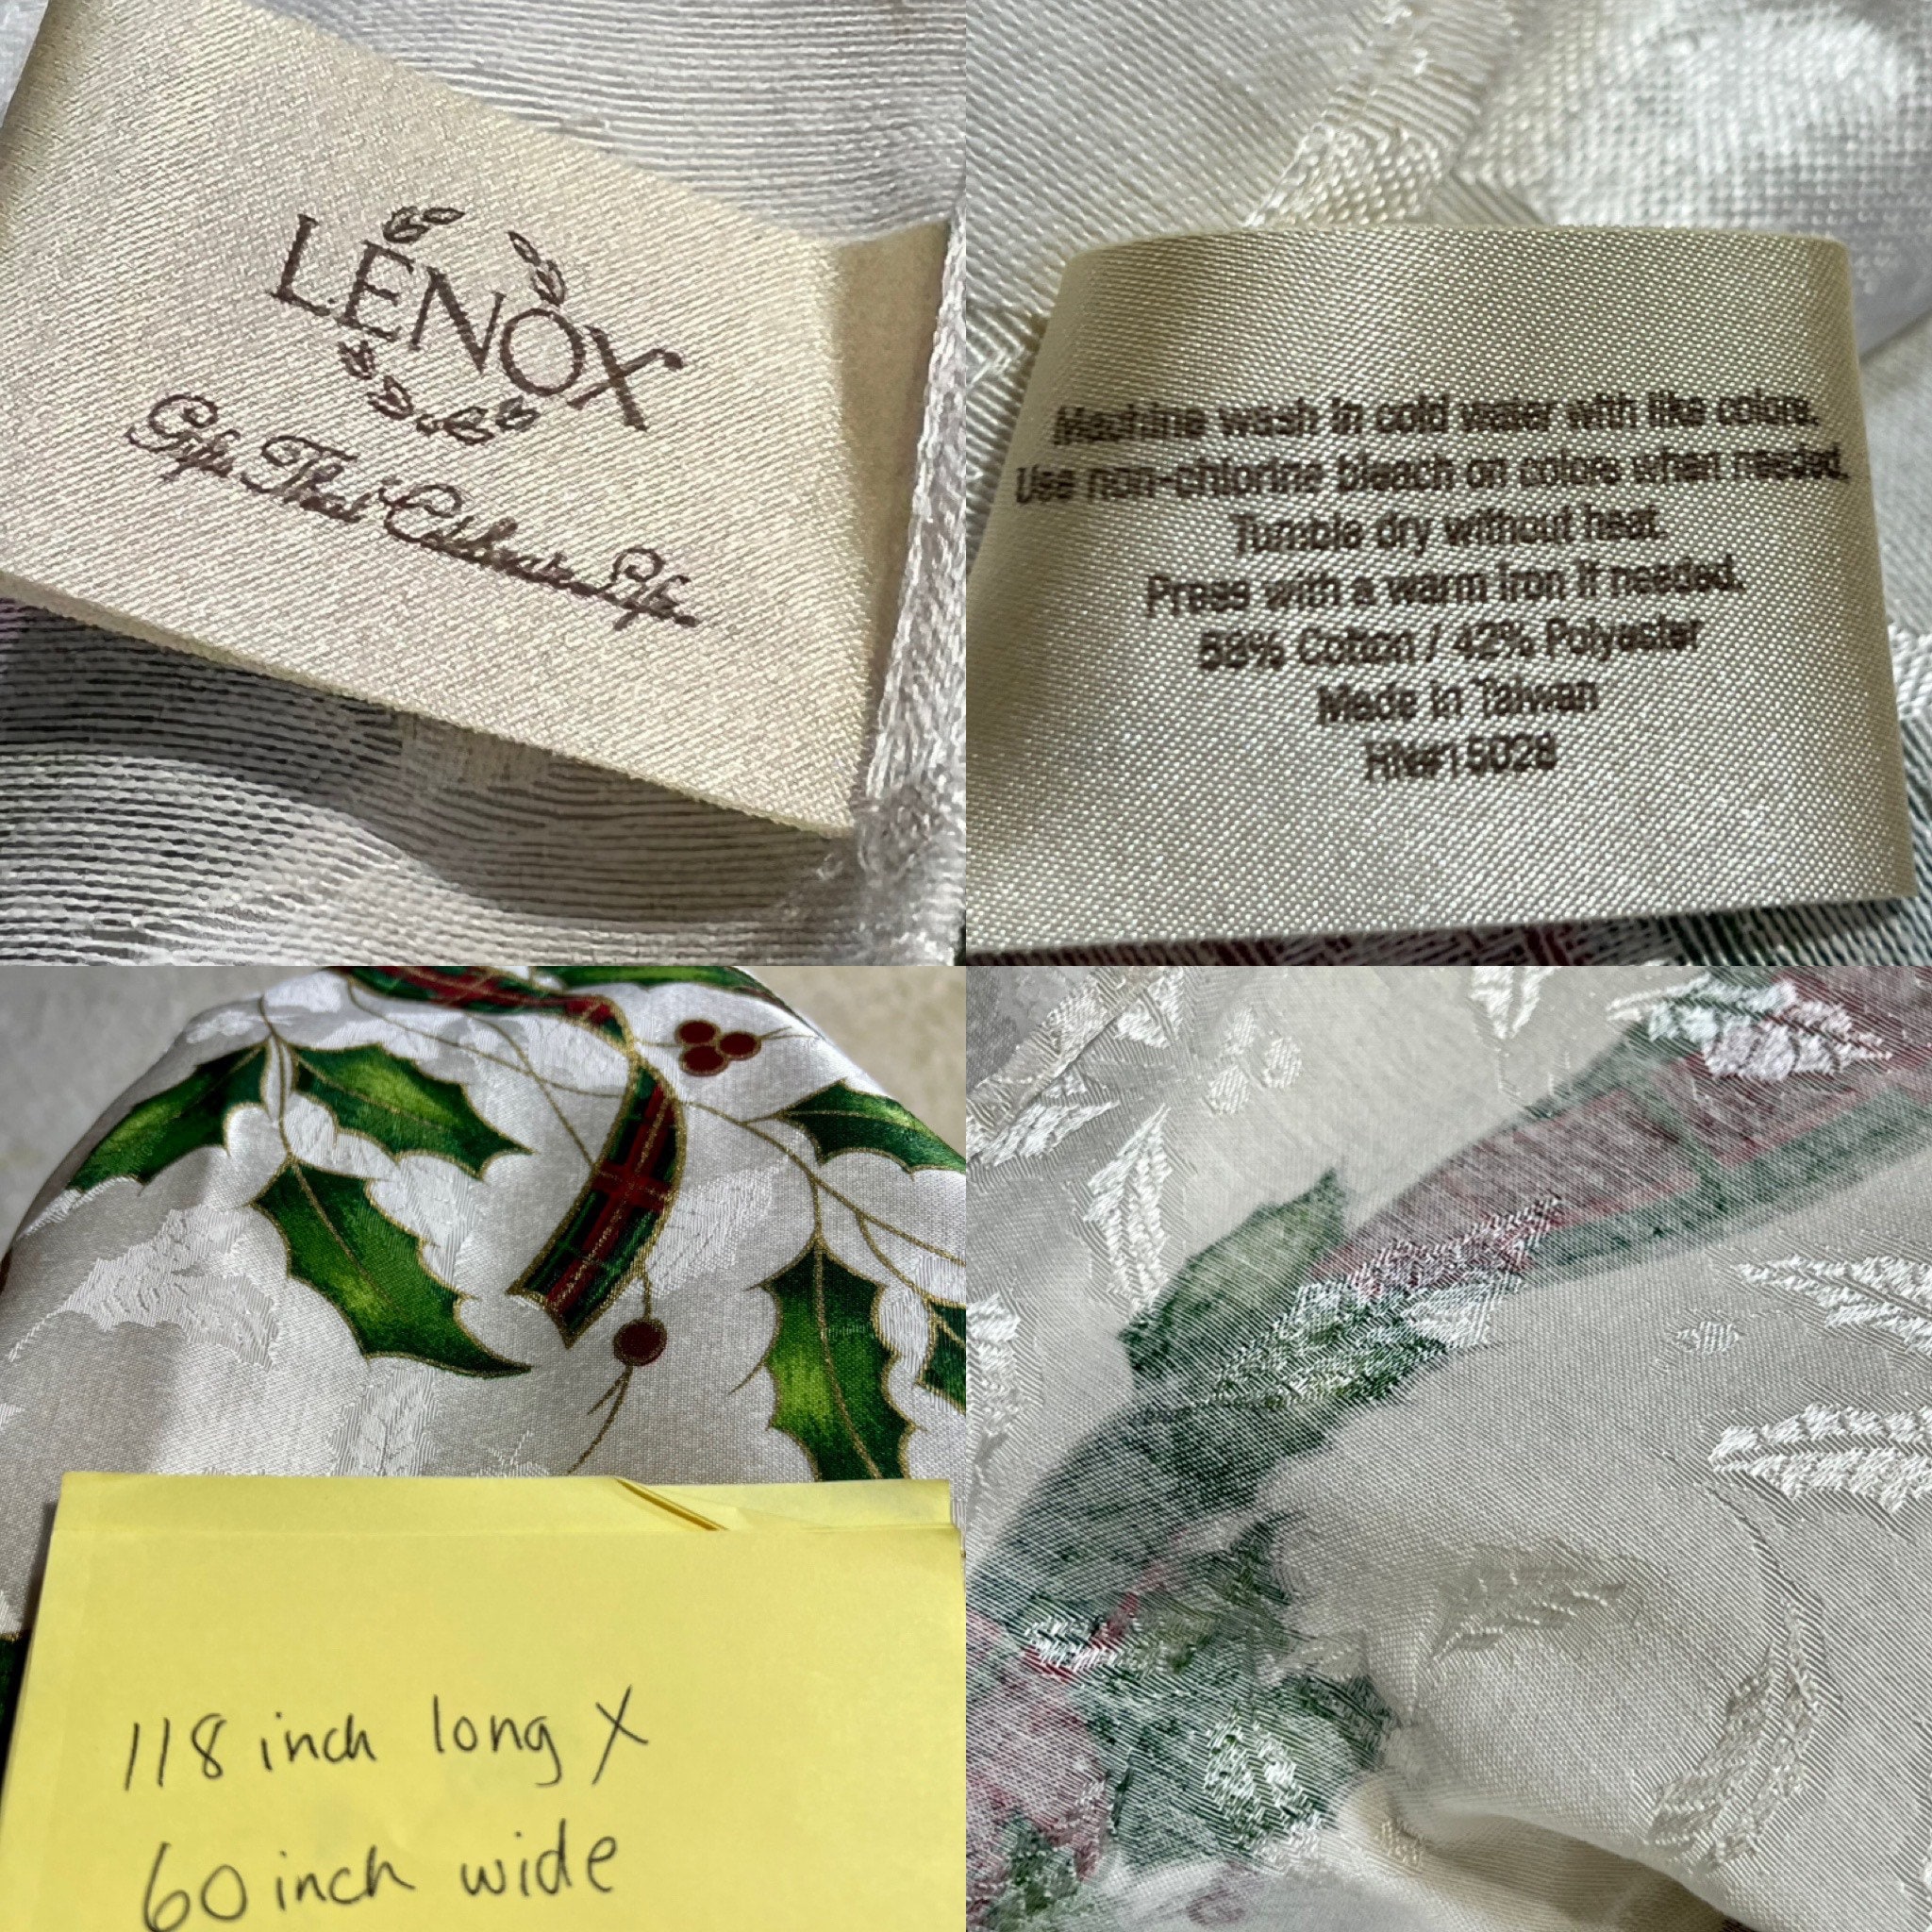 LENOX
Gifts That Celebrate Life
Machine wash in cold water with like colors.
Use non-chlorine bleach on colors when needed.
Tumble dry without heat.
Press with a warm iron if needed.
58% Cotton / 42% Polyester
Made in Taiwan
RN#15028
118 inch long X
60 inch wide